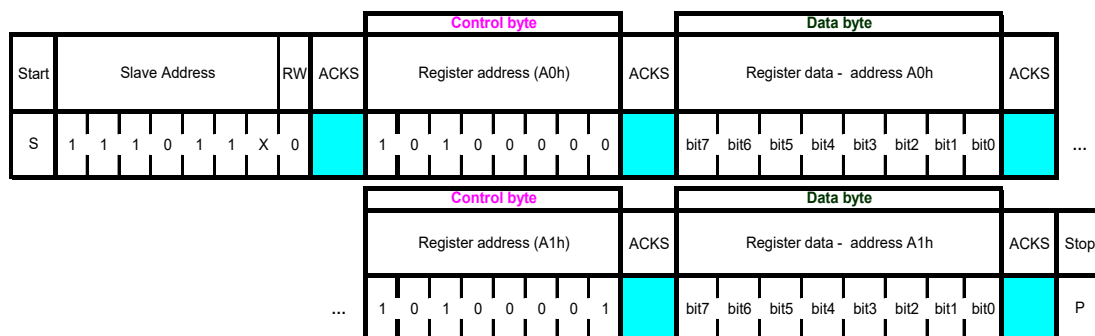 Control byte Data byte
Start Slave Address RW ACKS Register address (A0h) ACKS Register data - address A0h ACKS
S 1 1 1 0 1 1 X 0 1 0 1 0 0 0 0 0 bit7 bit6 bit5 bit4 bit3 bit2 bit1 bit0 ...
Control byte Data byte
Register address (A1h) ACKS Register data - address A1h ACKS Stop
... 1 0 1 0 0 0 0 1 bit7 bit6 bit5 bit4 bit3 bit2 bit1 bit0 P